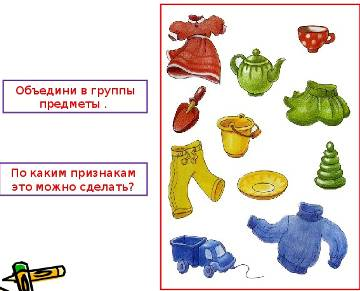 Объедини в группы
предметы .
По каким признакам
это можно сделать?